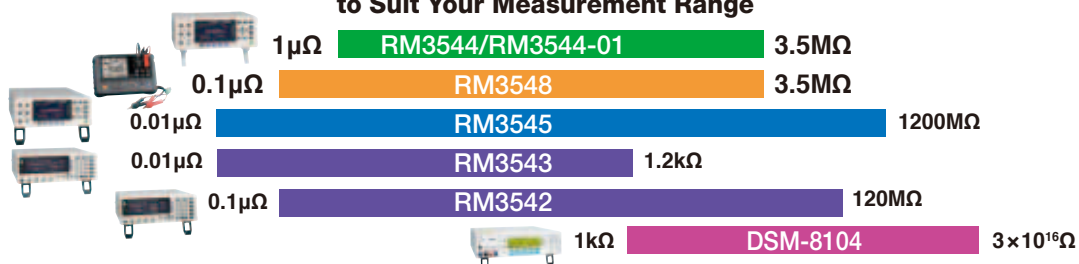 to Suit Your Measurement Range
1µΩ RM3544/RM3544-01 3.5MΩ
0.1µΩ RM3548 3.5MΩ
0.01µΩ RM3545 1200MΩ
0.01µΩ RM3543 1.2kΩ
0.1µΩ RM3542 120MΩ
1kΩ DSM-8104 3×10¹⁶Ω